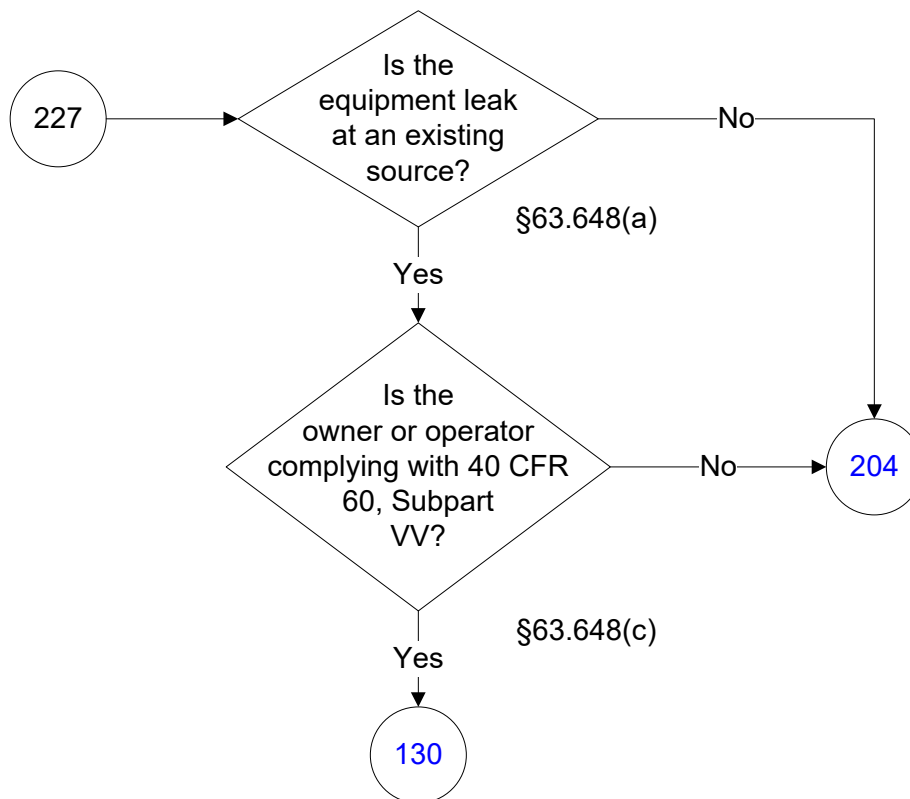 227
Is the
equipment leak
at an existing
source?
No
§63.648(a)
Yes
Is the
owner or operator
complying with 40 CFR
60, Subpart
VV?
No
204
§63.648(c)
Yes
130